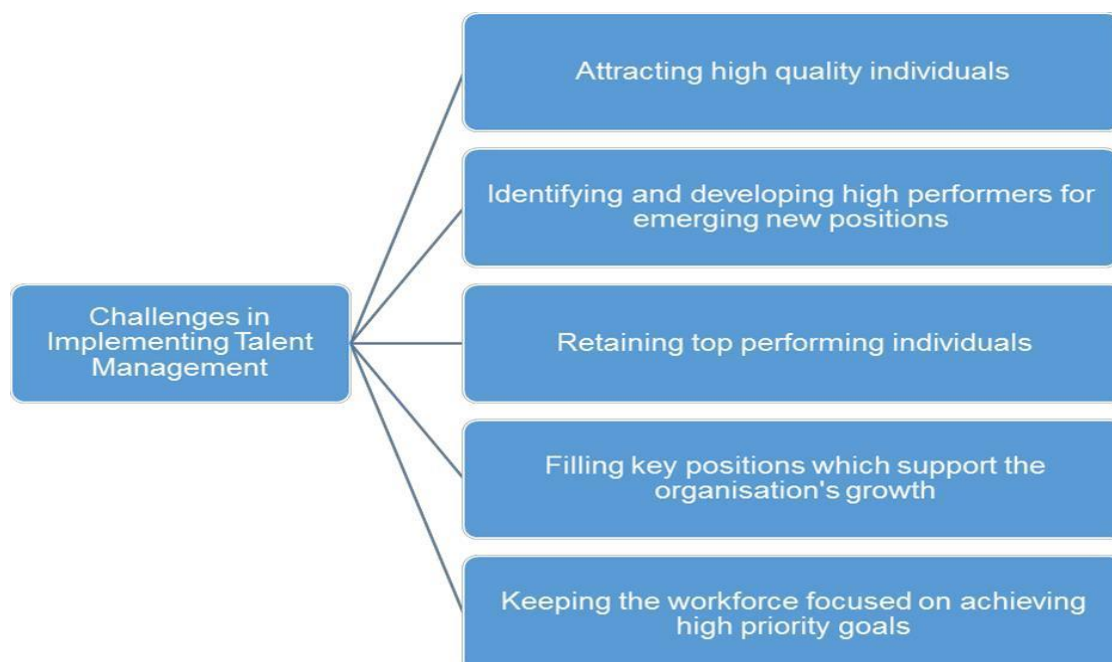 Attracting high quality individuals
Identifying and developing high performers for
emerging new positions
Challenges in
Implementing Talent
Management
Retaining top performing individuals
Filling key positions which support the
organisation's growth
Keeping the workforce focused on achieving
high priority goals